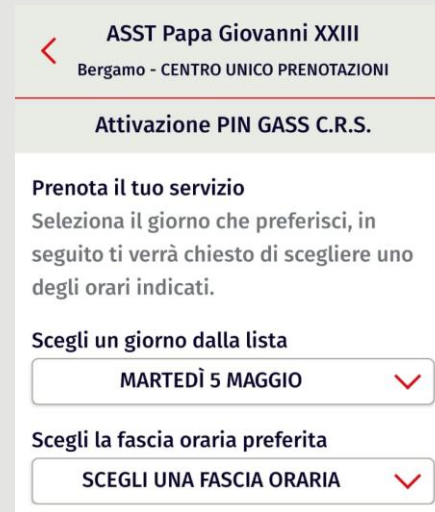 ASST Papa Giovanni XXIII
Bergamo - CENTRO UNICO PRENOTAZIONI
Attivazione PIN GASS C.R.S.
Prenota il tuo servizio
Seleziona il giorno che preferisci, in
seguito ti verrà chiesto di scegliere uno
degli orari indicati.
Scegli un giorno dalla lista
MARTEDÌ 5 MAGGIO
Scegli la fascia oraria preferita
SCEGLI UNA FASCIA ORARIA